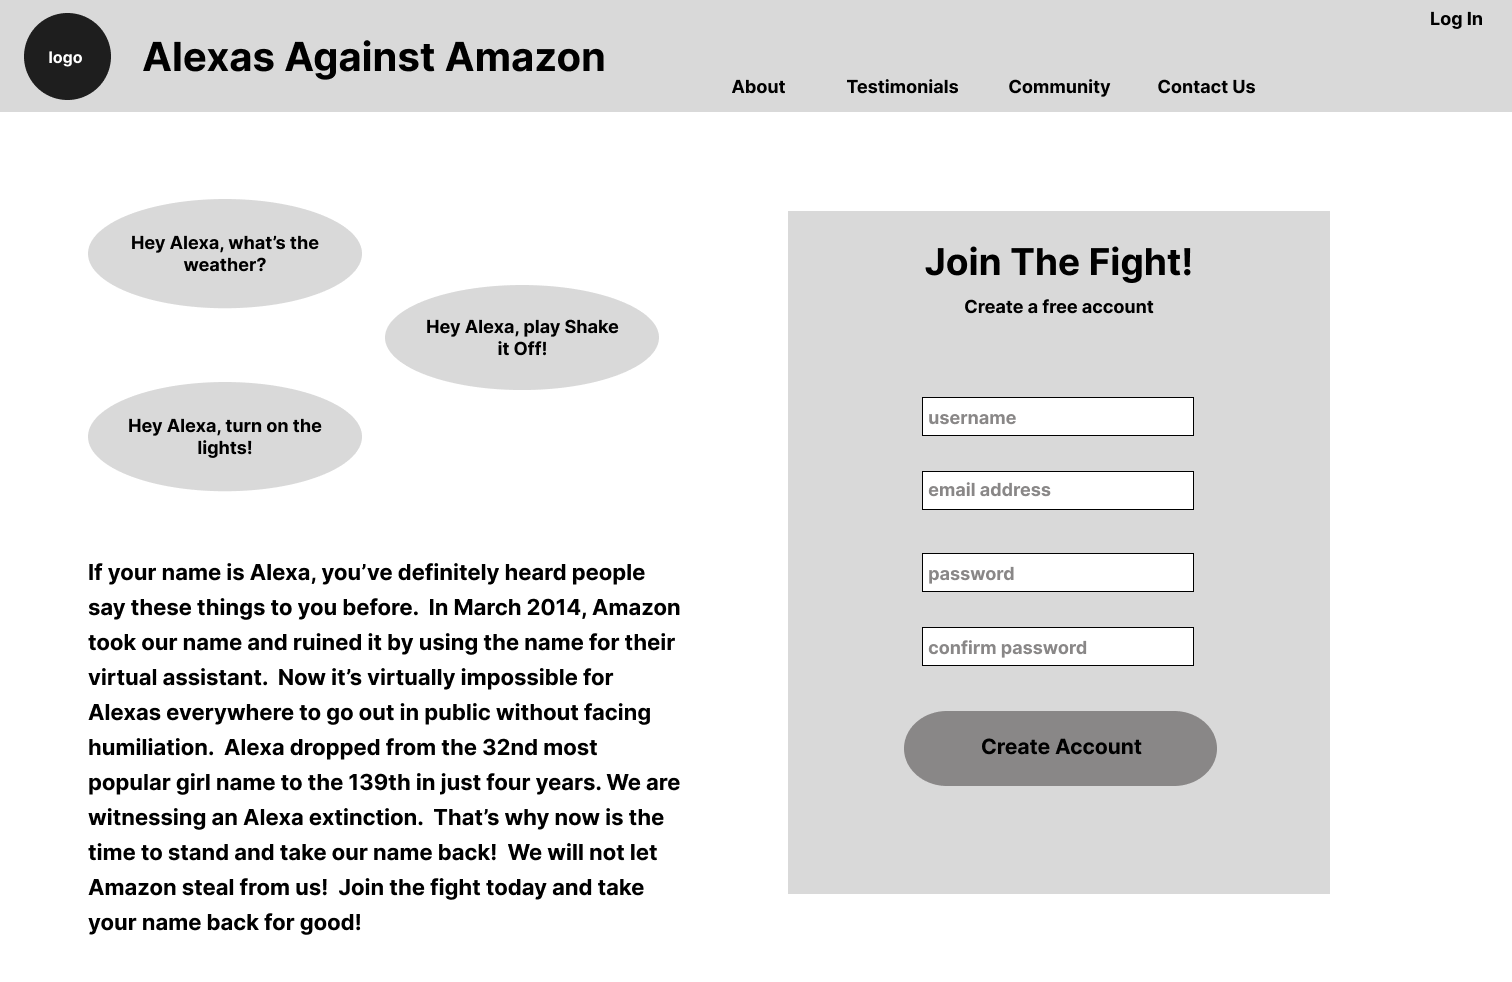 logo
Alexas Against Amazon
Log In
About
Testimonials
Community
Contact Us
Hey Alexa, what’s the
weather?
Hey Alexa, play Shake
it Off!
Hey Alexa, turn on the
lights!
If your name is Alexa, you’ve definitely heard people
say these things to you before.  In March 2014, Amazon
took our name and ruined it by using the name for their
virtual assistant.  Now it’s virtually impossible for
Alexas everywhere to go out in public without facing
humiliation.  Alexa dropped from the 32nd most
popular girl name to the 139th in just four years. We are
witnessing an Alexa extinction.  That’s why now is the
time to stand and take our name back!  We will not let
Amazon steal from us!  Join the fight today and take
your name back for good!
Join The Fight!
Create a free account
username
email address
password
confirm password
Create Account